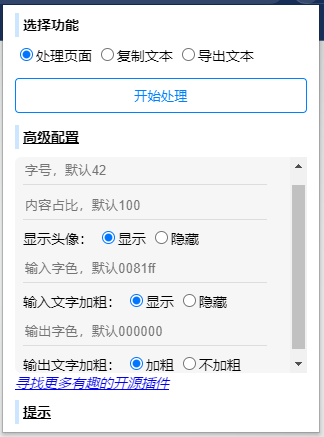 选择功能
处理页面 复制文本 导出文本
开始处理
高级配置
字号，默认42
内容占比，默认100
显示头像： 显示 隐藏
输入字色，默认0081ff
输入文字加粗： 显示 隐藏
输出字色，默认000000
输出文字加粗： 加粗 不加粗
寻找更多有趣的开源插件
提示